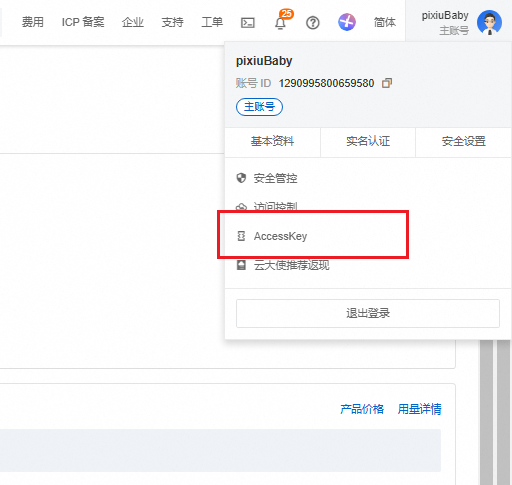 费用 ICP 备案 企业 支持 工单 25 简体 pixiuBaby
主账号
pixiuBaby
账号 ID 1290995800659580
主账号
基本资料 实名认证 安全设置
安全管控
访问控制
AccessKey
云大使推荐返现
退出登录
产品价格 用量详情